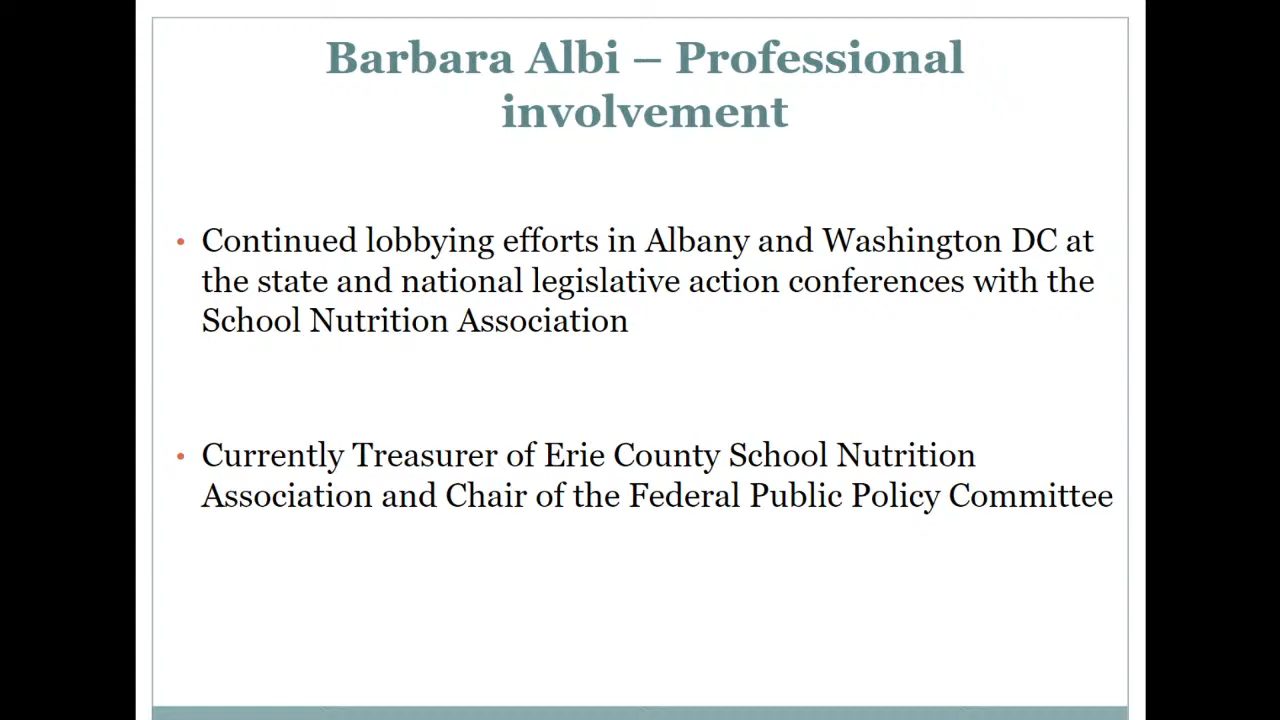 Barbara Albi – Professional
involvement
• Continued lobbying efforts in Albany and Washington DC at
the state and national legislative action conferences with the
School Nutrition Association
• Currently Treasurer of Erie County School Nutrition
Association and Chair of the Federal Public Policy Committee